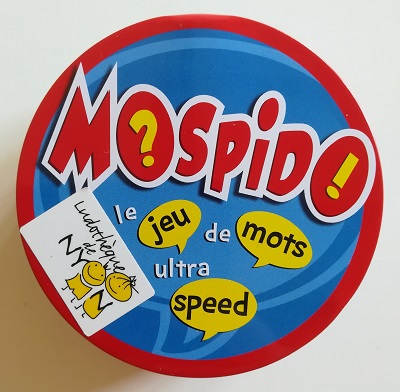 MOSPIDO
le jeu de mots
ultra
speed
Ludothèque
de
NYON